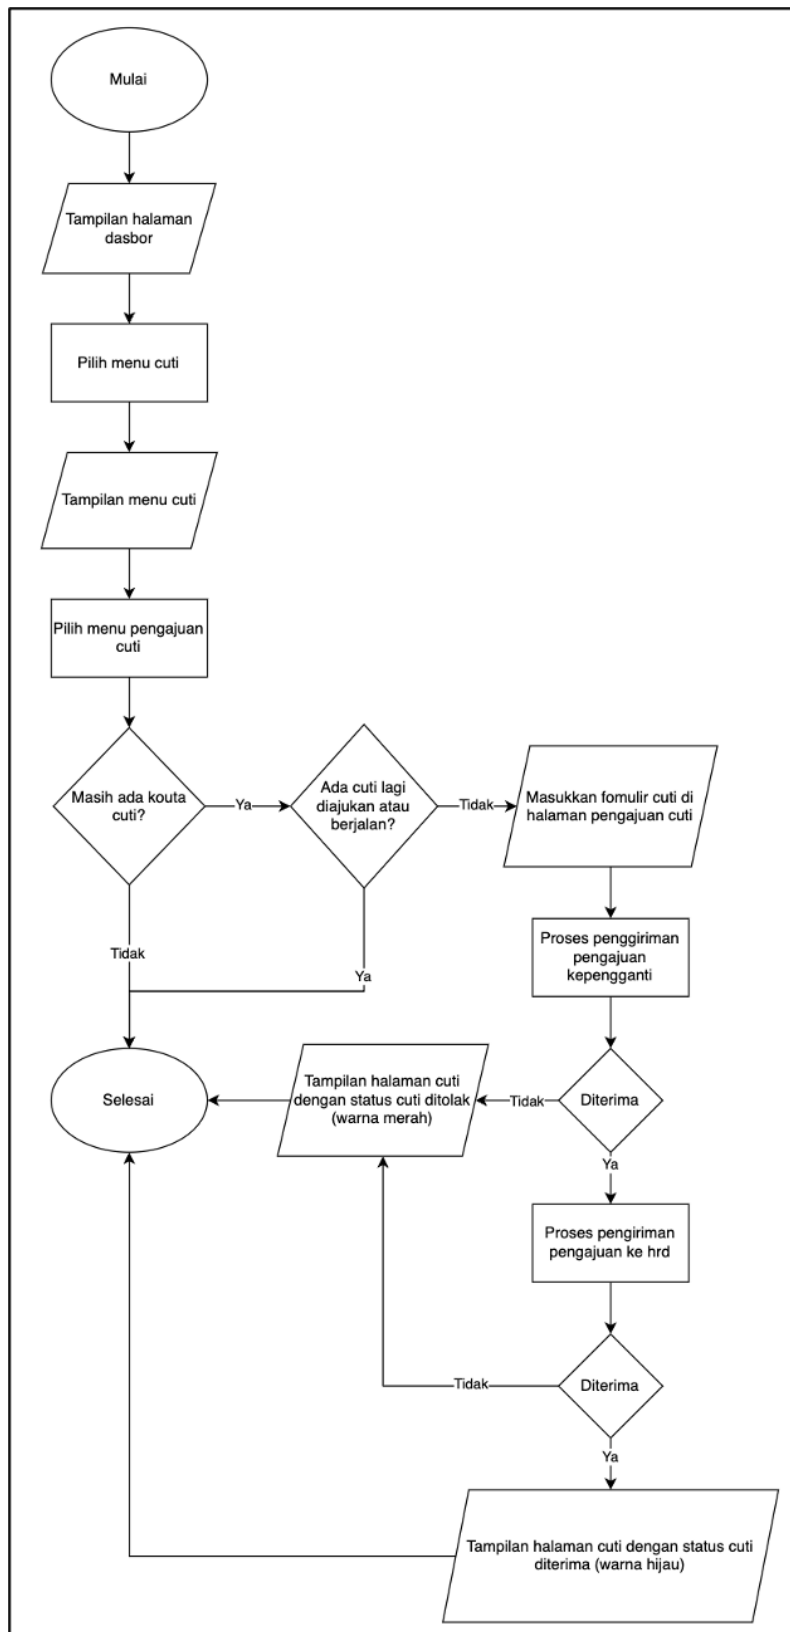 Mulai
Tampilan halaman
dasbor
Pilih menu cuti
Tampilan menu cuti
Pilih menu pengajuan
cuti
Masih ada kouta
cuti?
Ya
Ada cuti lagi
diajukan atau
berjalan?
Tidak
Masukkan fomulir cuti di
halaman pengajuan cuti
Tidak
Ya
Proses penggiriman
pengajuan
kepengganti
Selesai
Tampilan halaman cuti
dengan status cuti ditolak
(warna merah)
Tidak
Diterima
Ya
Proses pengiriman
pengajuan ke hrd
Tidak
Diterima
Ya
Tampilan halaman cuti dengan status cuti
diterima (warna hijau)